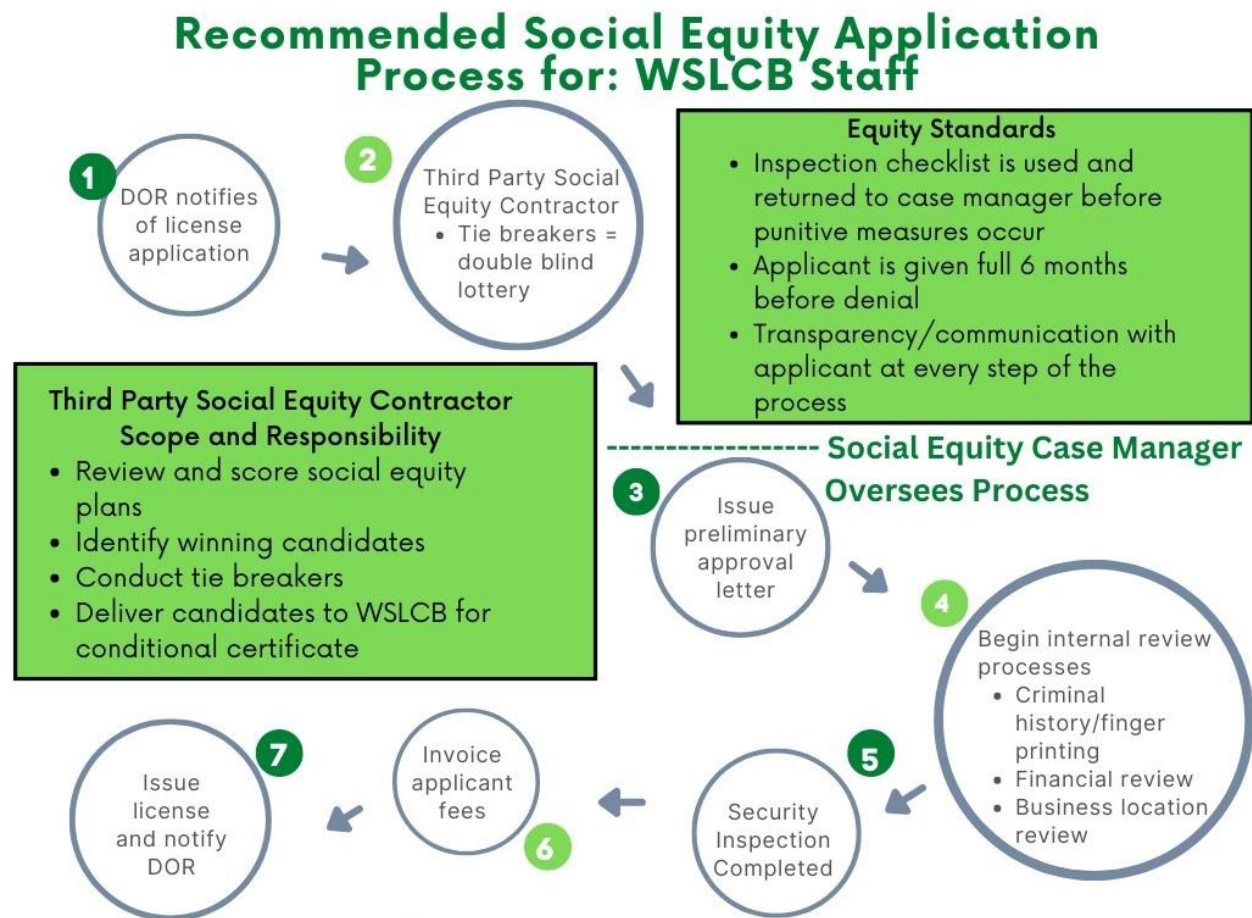 Recommended Social Equity Application
Process for: WSLCB Staff
1
DOR notifies
of license
application
2
Third Party Social
Equity Contractor
• Tie breakers =
double blind
lottery
Equity Standards
• Inspection checklist is used and
returned to case manager before
punitive measures occur
• Applicant is given full 6 months
before denial
• Transparency/communication with
applicant at every step of the
process
Third Party Social Equity Contractor
Scope and Responsibility
• Review and score social equity
plans
• Identify winning candidates
• Conduct tie breakers
• Deliver candidates to WSLCB for
conditional certificate
Social Equity Case Manager
Oversees Process
3
Issue
preliminary
approval
letter
4
Begin internal review
processes
• Criminal
history/finger
printing
• Financial review
• Business location
review
5
Security
Inspection
Completed
6
Invoice
applicant
fees
7
Issue
license
and notify
DOR